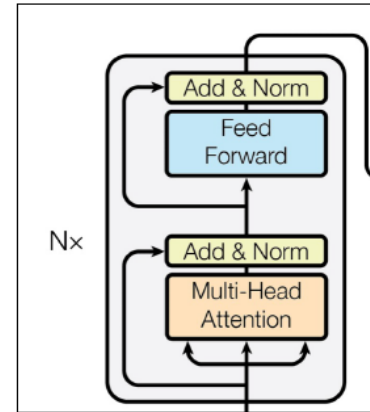 Add & Norm
Feed
Forward
N×
Add & Norm
Multi-Head
Attention